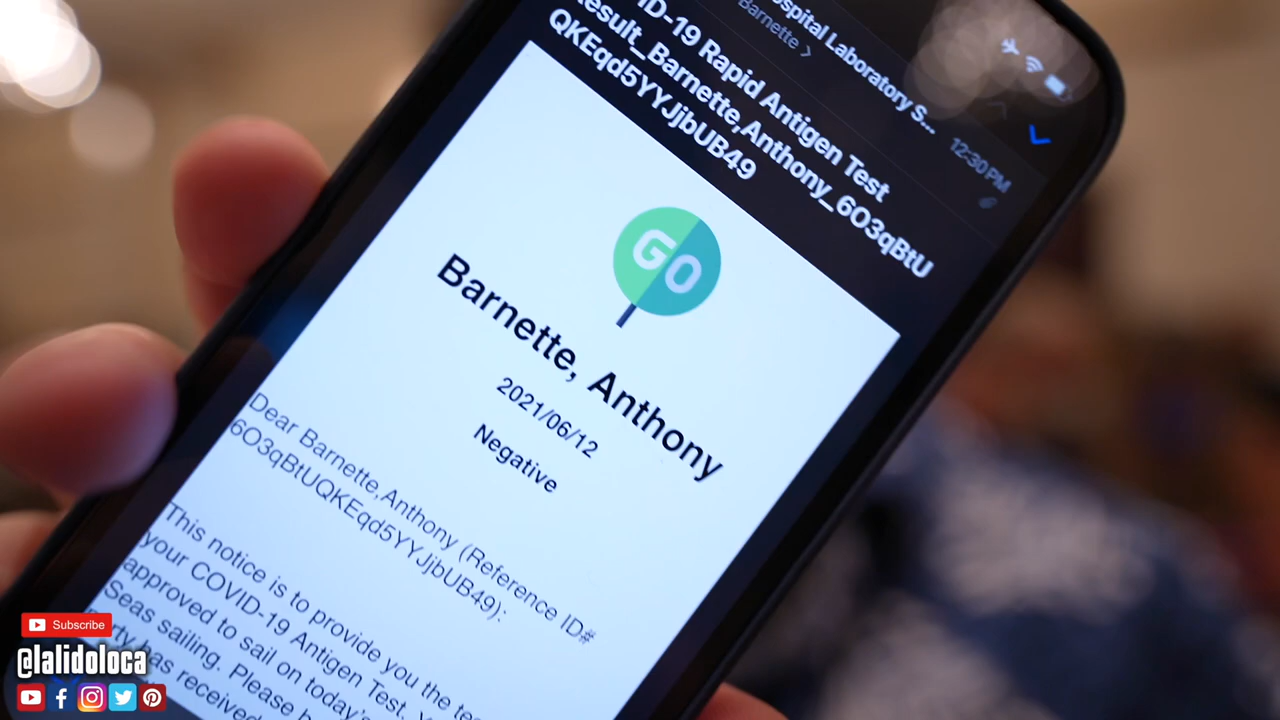 ospital Laboratory S...
Barnette >
12:30 PM
ID-19 Rapid Antigen Test
esult_Barnette,Anthony_6O3qBtU
QKEqd5YYJjbUB49
GO
Barnette, Anthony
2021/06/12
Negative
Dear Barnette,Anthony (Reference ID#
6O3qBtUQKEqd5YYJjbUB49):
This notice is to provide you the te
your COVID-19 Antigen Test. Y
approved to sail on today's
Seas sailing. Please b
rty has received
Subscribe
@lalidoloca